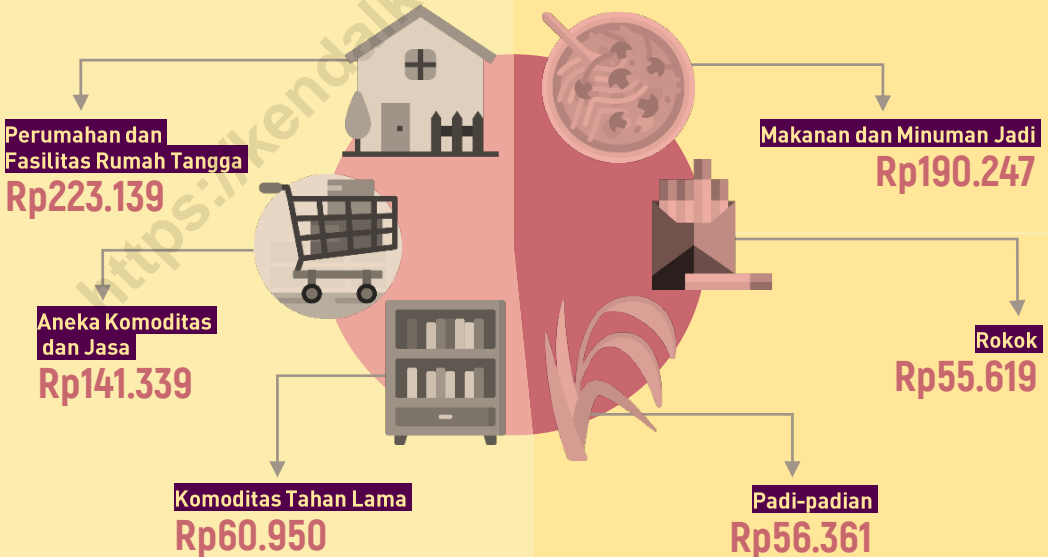 Perumahan dan
Fasilitas Rumah Tangga
Rp223.139
Aneka Komoditas
dan Jasa
Rp141.339
Komoditas Tahan Lama
Rp60.950
Makanan dan Minuman Jadi
Rp190.247
Rokok
Rp55.619
Padi-padian
Rp56.361